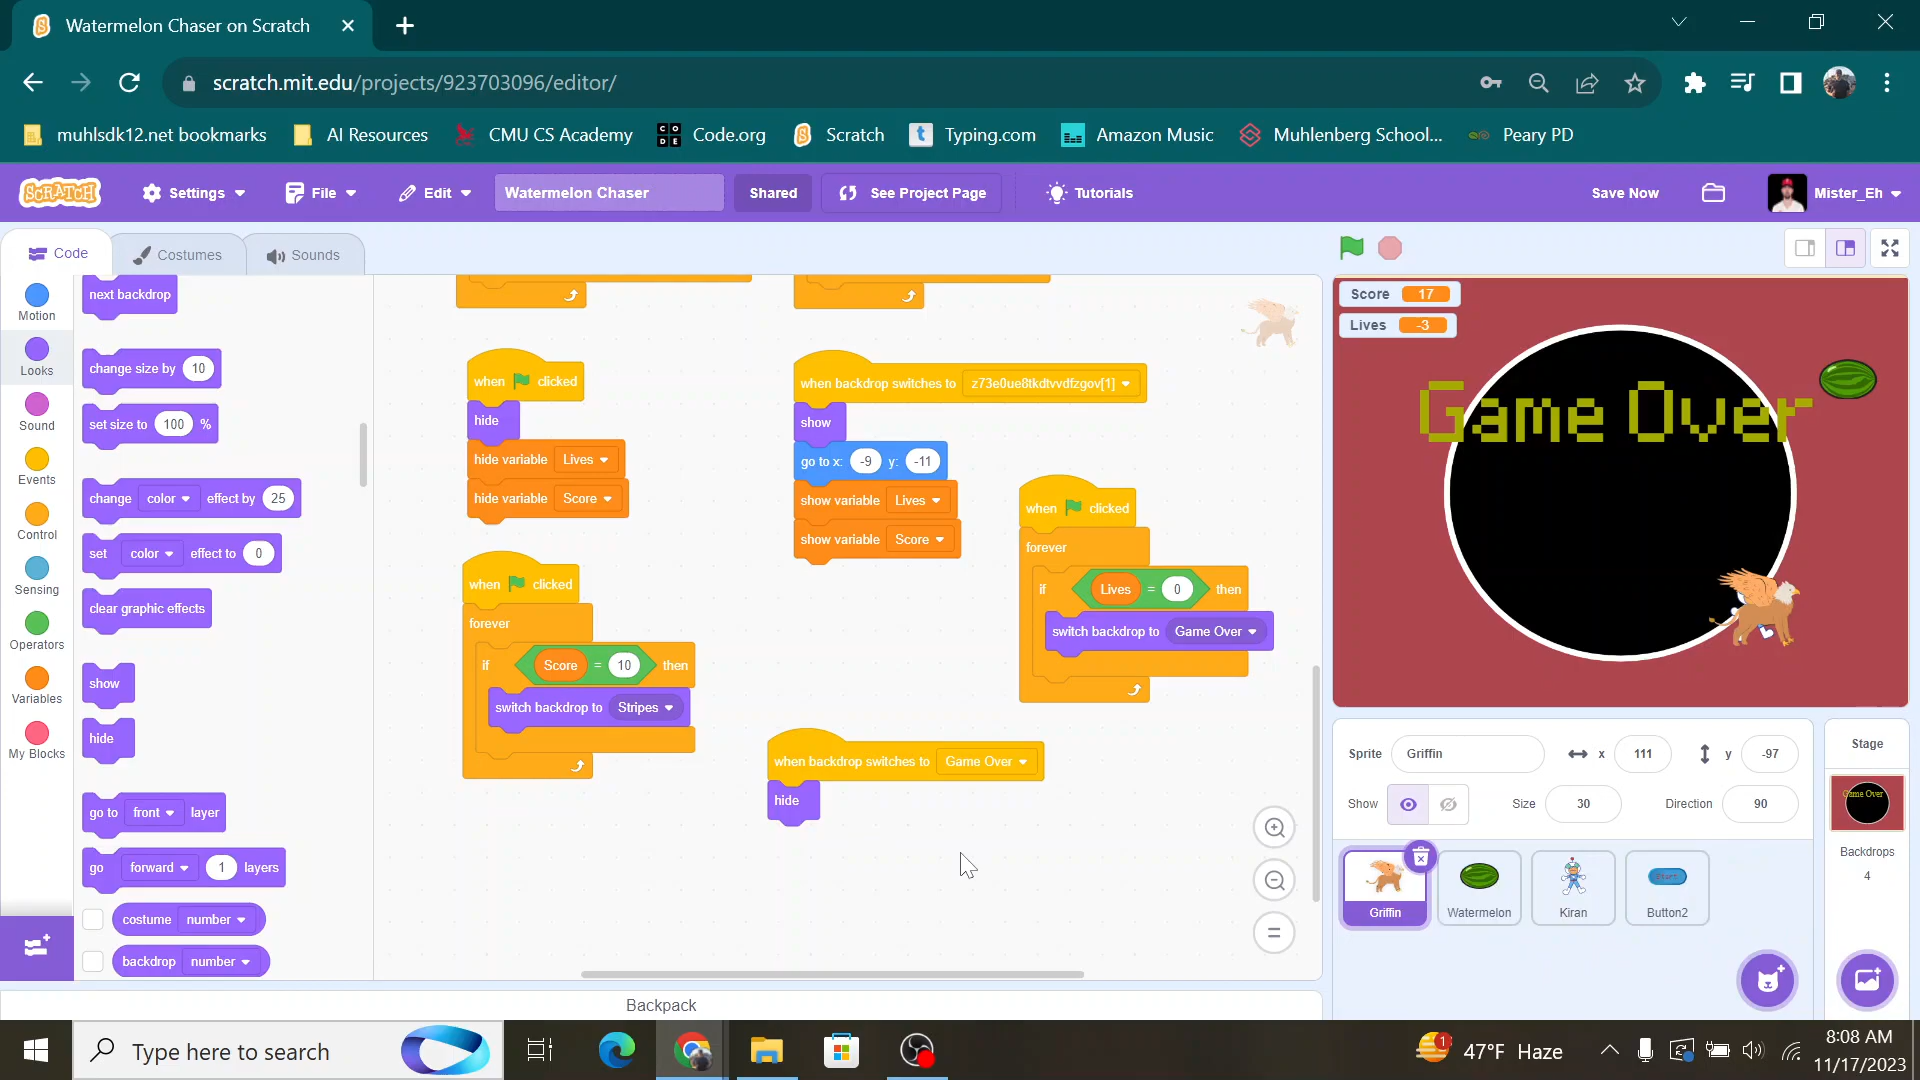 Watermelon Chaser on Scratch
scratch.mit.edu/projects/923703096/editor/
muhlsdk12.net bookmarks
AI Resources
CMU CS Academy
Code.org
Scratch
Typing.com
Amazon Music
Muhlenberg School...
Peary PD
SCRATCH
Settings
File
Edit
Watermelon Chaser
Shared
See Project Page
Tutorials
Save Now
Mister_Eh
Code
Costumes
Sounds
Motion
Looks
Sound
Events
Control
Sensing
Operators
Variables
My Blocks
next backdrop
change size by 10
set size to 100 %
change color effect by 25
set color effect to 0
clear graphic effects
show
hide
go to front layer
go forward 1 layers
costume number
backdrop number
when clicked
hide
hide variable Lives
hide variable Score
when clicked
forever
if Score = 10 then
switch backdrop to Stripes
when backdrop switches to z73e0ue8tkdtvvdfzgov[1]
show
go to x: -9 y: -11
show variable Lives
show variable Score
when clicked
forever
if Lives = 0 then
switch backdrop to Game Over
when backdrop switches to Game Over
hide
Score 17
Lives -3
Game Over
Sprite Griffin x 111 y -97
Show Size 30 Direction 90
Griffin
Watermelon
Kiran
Button2
Stage
Game Over
Backdrops
4
Backpack
Type here to search
1
47°F Haze
8:08 AM
11/17/2023